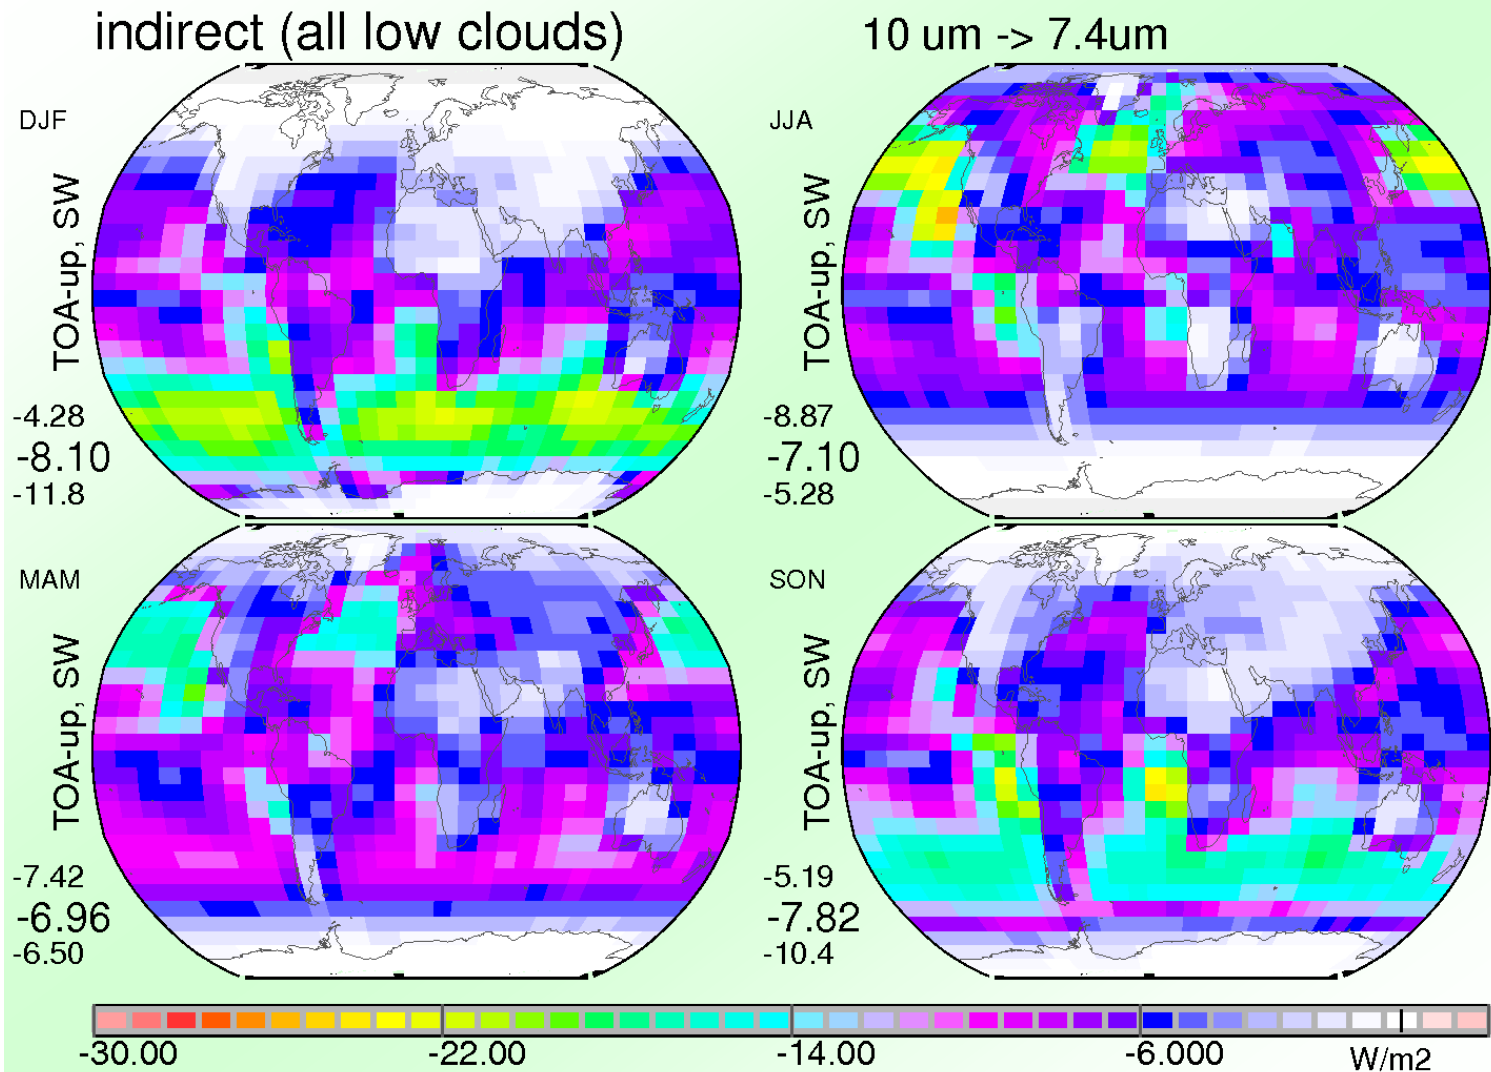 indirect (all low clouds)
10 um -> 7.4um
DJF
TOA-up, SW
-4.28
-8.10
-11.8
JJA
TOA-up, SW
-8.87
-7.10
-5.28
MAM
TOA-up, SW
-7.42
-6.96
-6.50
SON
TOA-up, SW
-5.19
-7.82
-10.4
-30.00 -22.00 -14.00 -6.000 W/m2